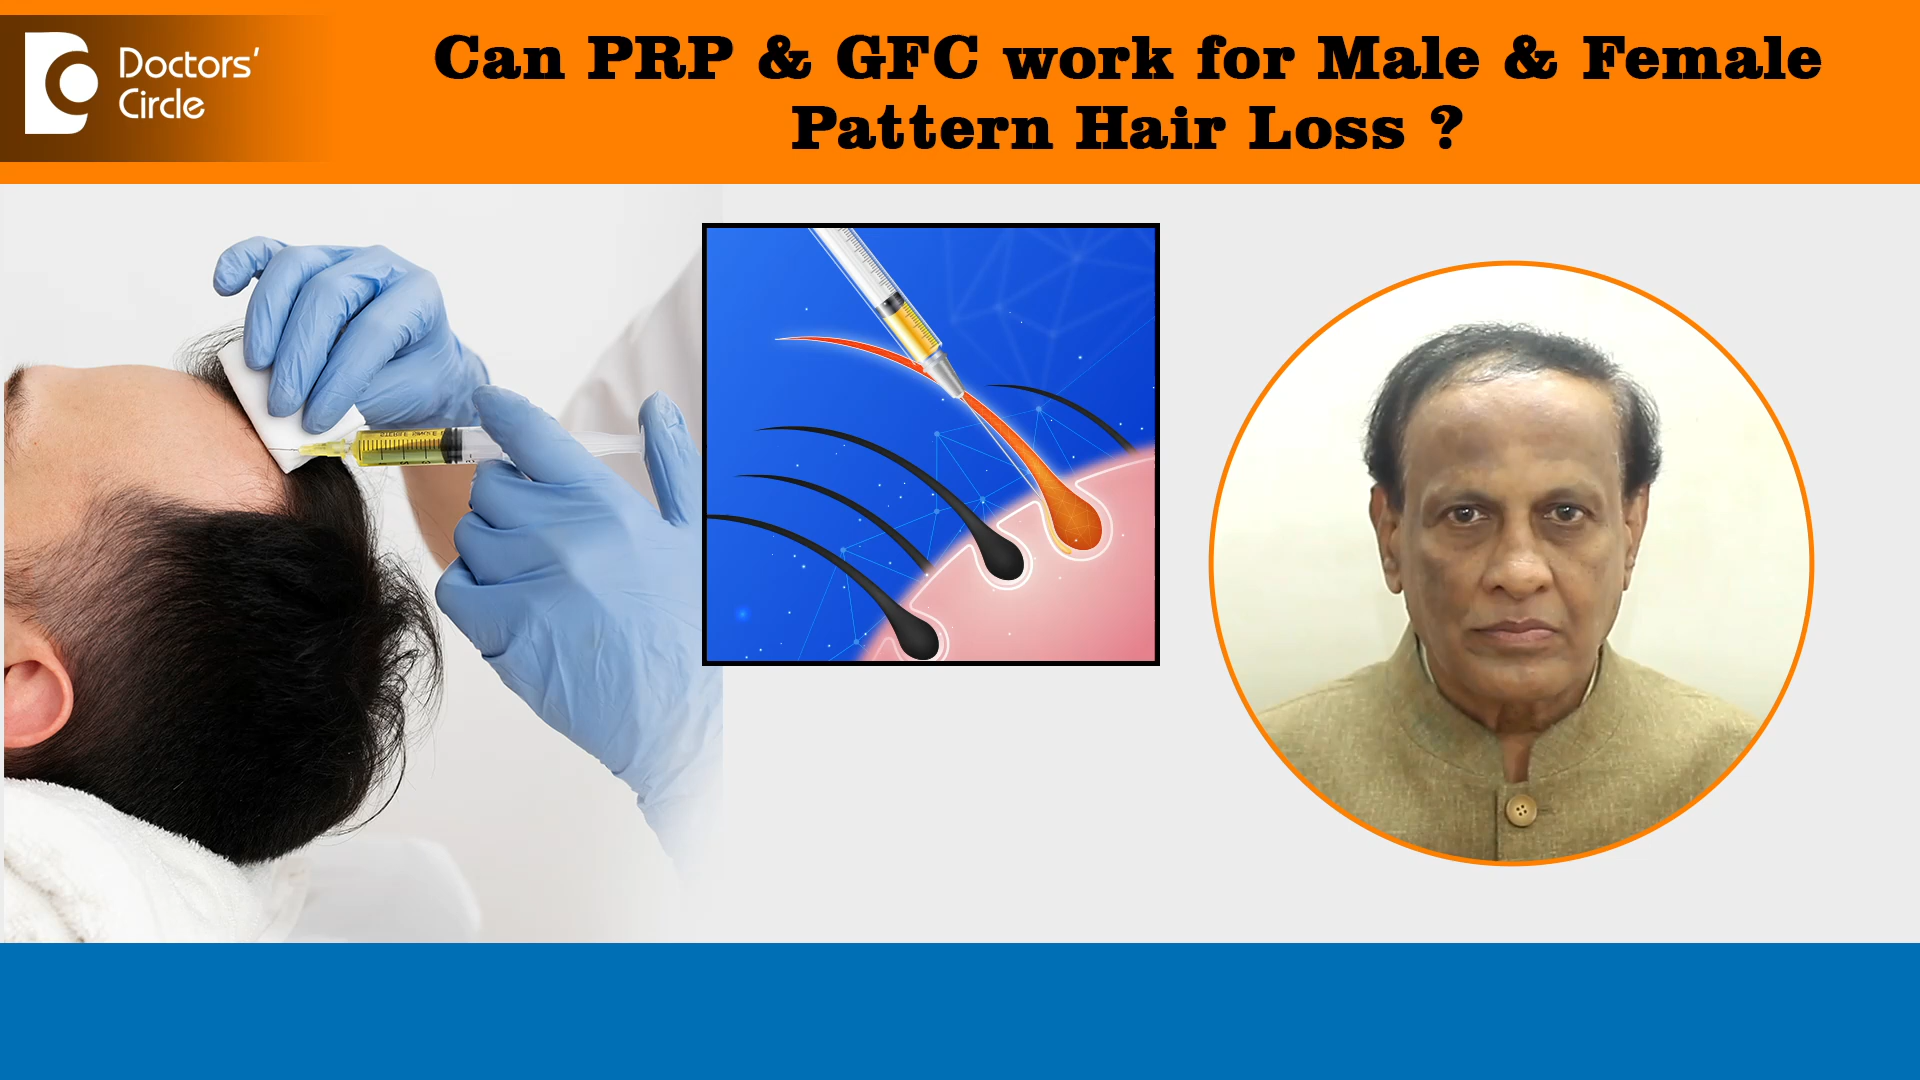 Doctors'
Circle
Can PRP & GFC work for Male & Female
Pattern Hair Loss ?